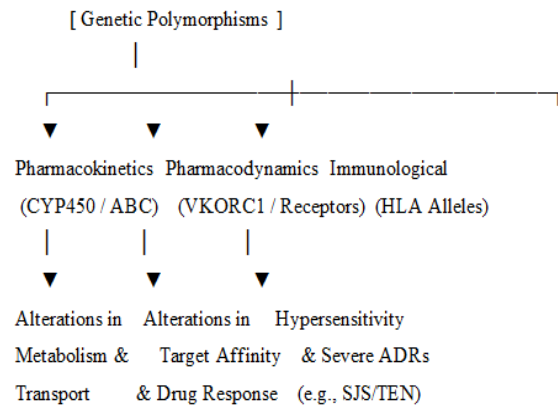 [ Genetic Polymorphisms ]
Pharmacokinetics Pharmacodynamics Immunological
(CYP450 / ABC) (VKORC1 / Receptors) (HLA Alleles)
Alterations in Alterations in Hypersensitivity
Metabolism & Target Affinity & Severe ADRs
Transport & Drug Response (e.g., SJS/TEN)